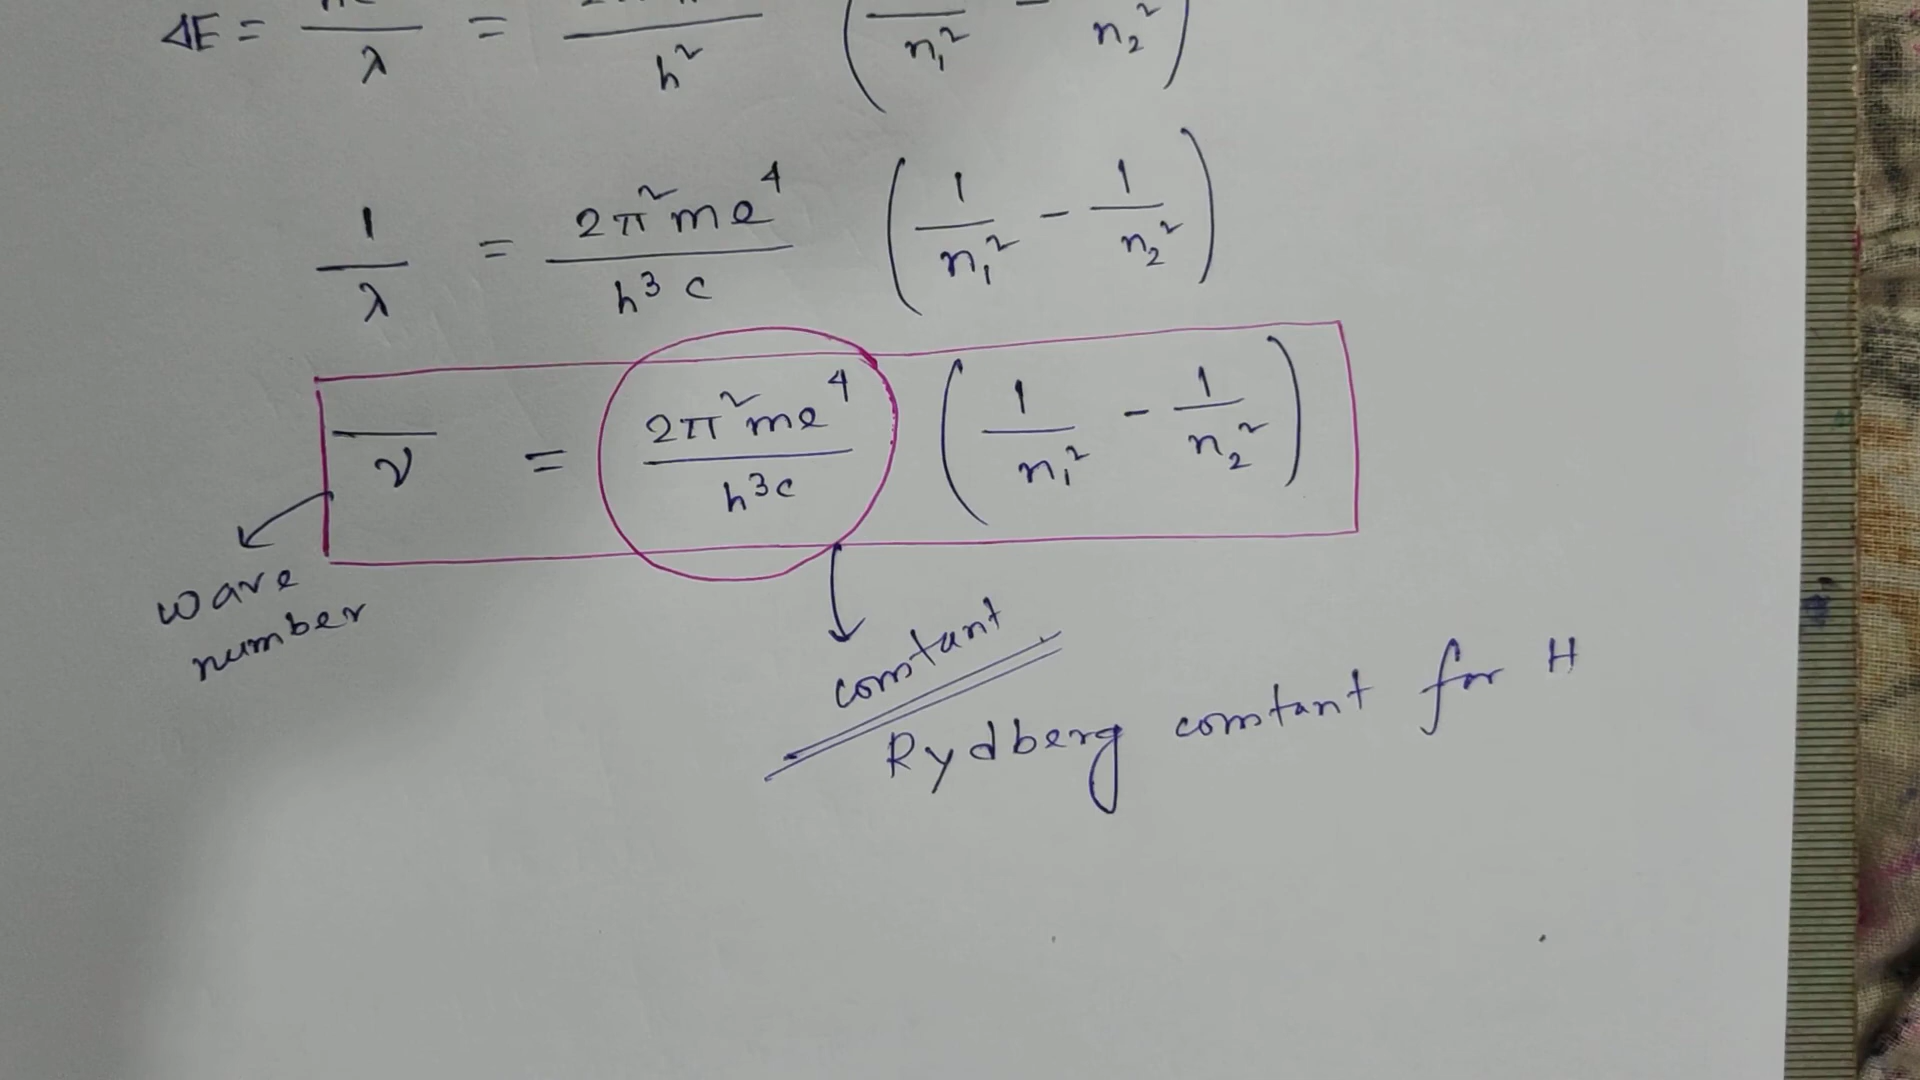 ΔE = hc/λ = 2π²me⁴/h² (1/n₁² − 1/n₂²)
1/λ = 2π²me⁴/h³c (1/n₁² − 1/n₂²)
ν̅ = 2π²me⁴/h³c (1/n₁² − 1/n₂²)
wave
number
constant
Rydberg constant for H